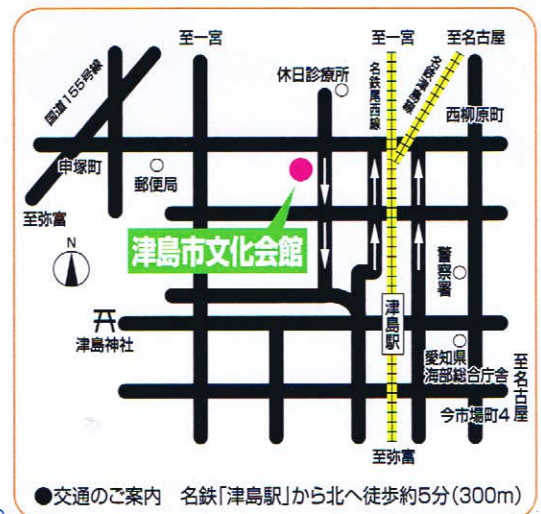 至一宮
至一宮
至名古屋
国道155号線
休日診療所
名鉄尾西線
名鉄津島線
西柳原町
申塚町
郵便局
至弥富
N
津島市文化会館
警察署
津島駅
津島神社
愛知県
海部総合庁舎
至名古屋
今市場町4
至弥富
●交通のご案内 名鉄「津島駅」から北へ徒歩約5分(300m)